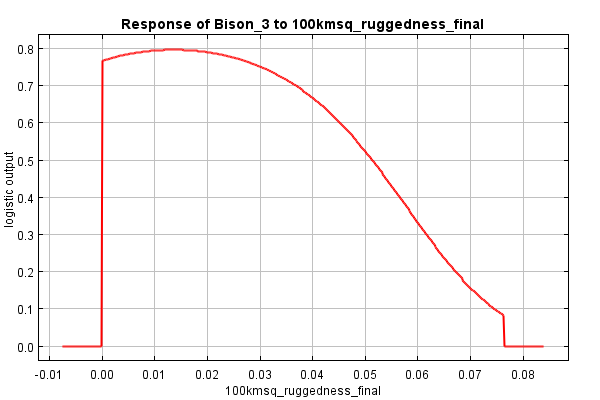 Response of Bison_3 to 100kmsq_ruggedness_final
logistic output
0.8
0.7
0.6
0.5
0.4
0.3
0.2
0.1
0.0
-0.01 0.00 0.01 0.02 0.03 0.04 0.05 0.06 0.07 0.08
100kmsq_ruggedness_final